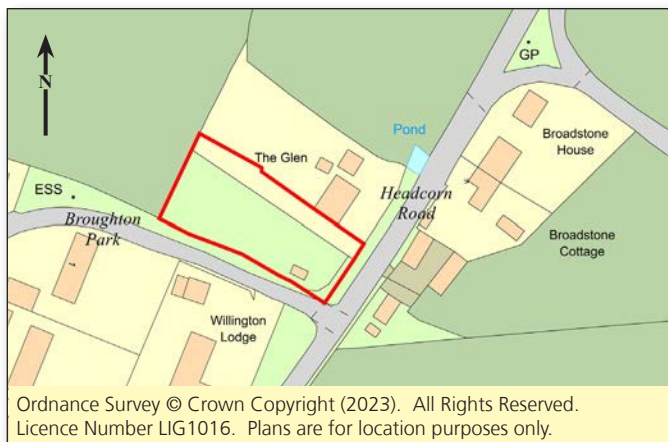 N
GP
Pond
Broadstone
House
The Glen
Headcorn
Road
ESS
Broughton
Park
Broadstone
Cottage
Willington
Lodge
Ordnance Survey © Crown Copyright (2023). All Rights Reserved.
Licence Number LIG1016. Plans are for location purposes only.